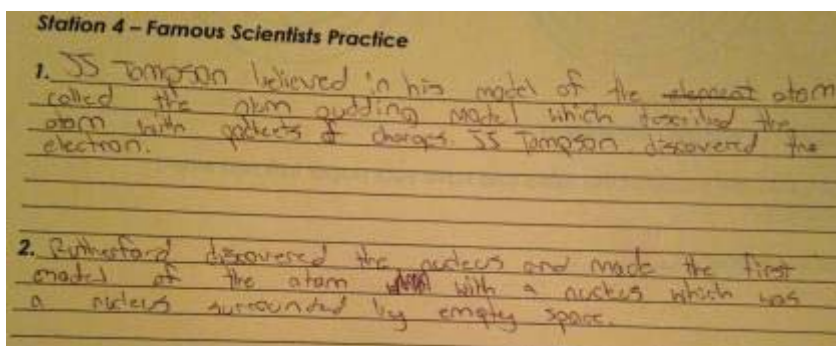 Station 4 – Famous Scientists Practice
1. JJ Tompson believed in his model of the atom
called the plum pudding model which described the
atom with pockets of charges. JJ Tompson discovered the
electron.
2. Rutherford discovered the nucleus and made the first
model of the atom with a nucleus which was
a nucleus surrounded by empty space.